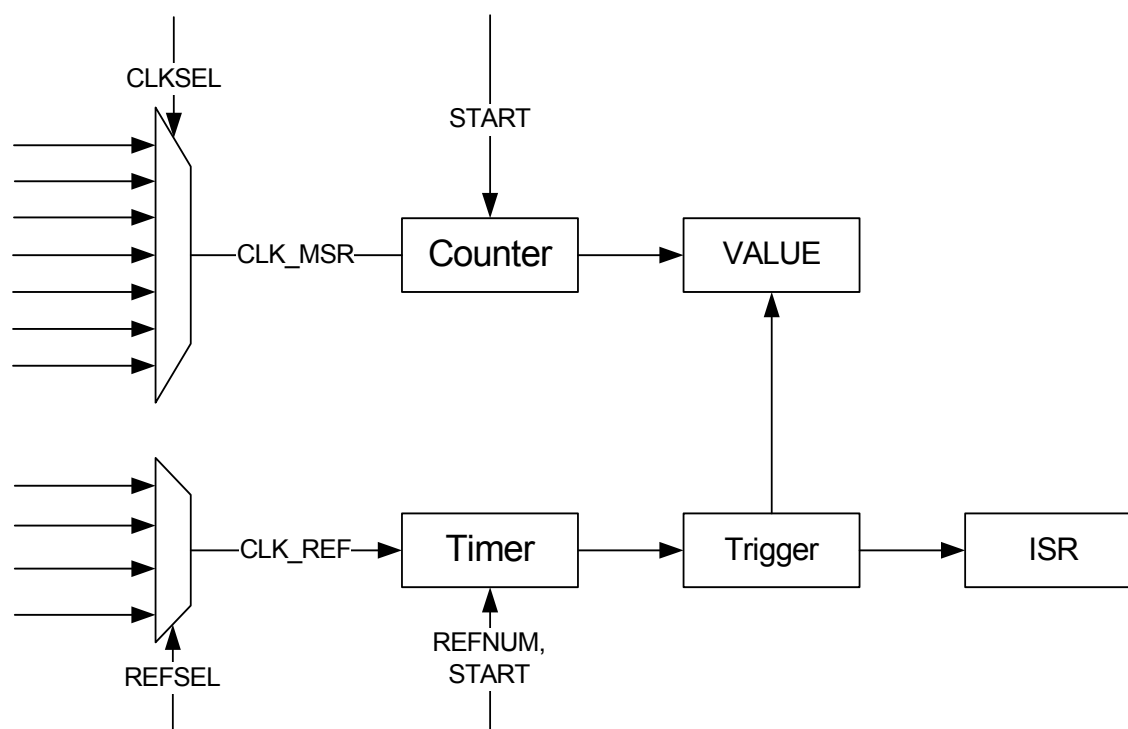 CLKSEL
START
CLK_MSR
Counter
VALUE
CLK_REF
Timer
Trigger
ISR
REFNUM,
START
REFSEL